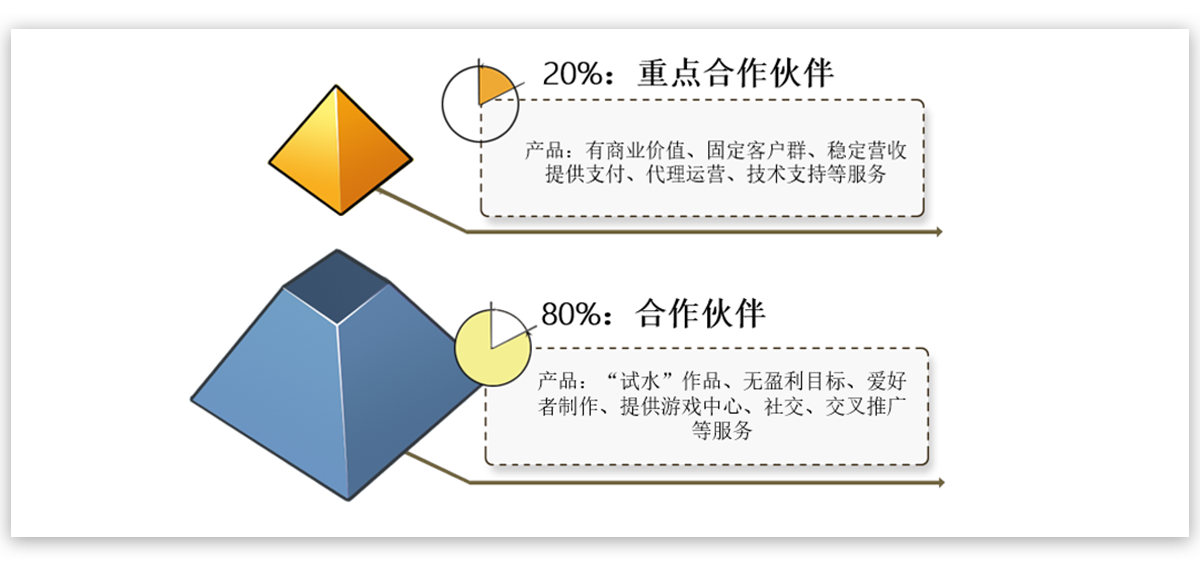 20%：重点合作伙伴
产品：有商业价值、固定客户群、稳定营收
提供支付、代理运营、技术支持等服务
80%：合作伙伴
产品：“试水”作品、无盈利目标、爱好
者制作、提供游戏中心、社交、交叉推广
等服务